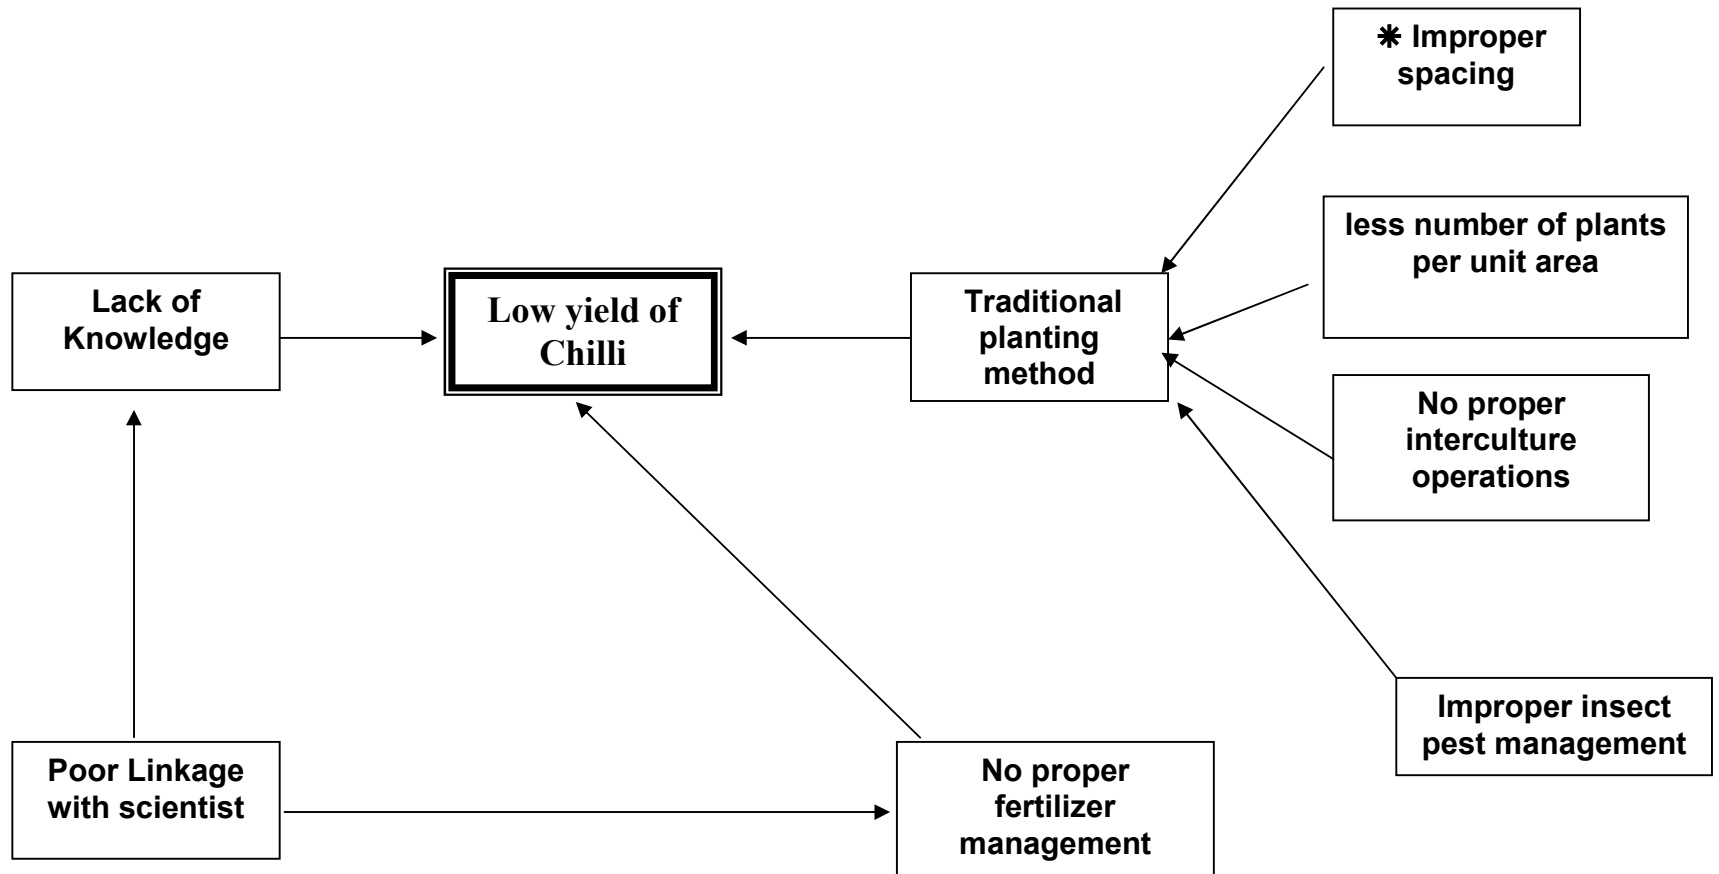 ✱ Improper
spacing
less number of plants
per unit area
Lack of
Knowledge
Low yield of
Chilli
Traditional
planting
method
No proper
interculture
operations
Improper insect
pest management
Poor Linkage
with scientist
No proper
fertilizer
management